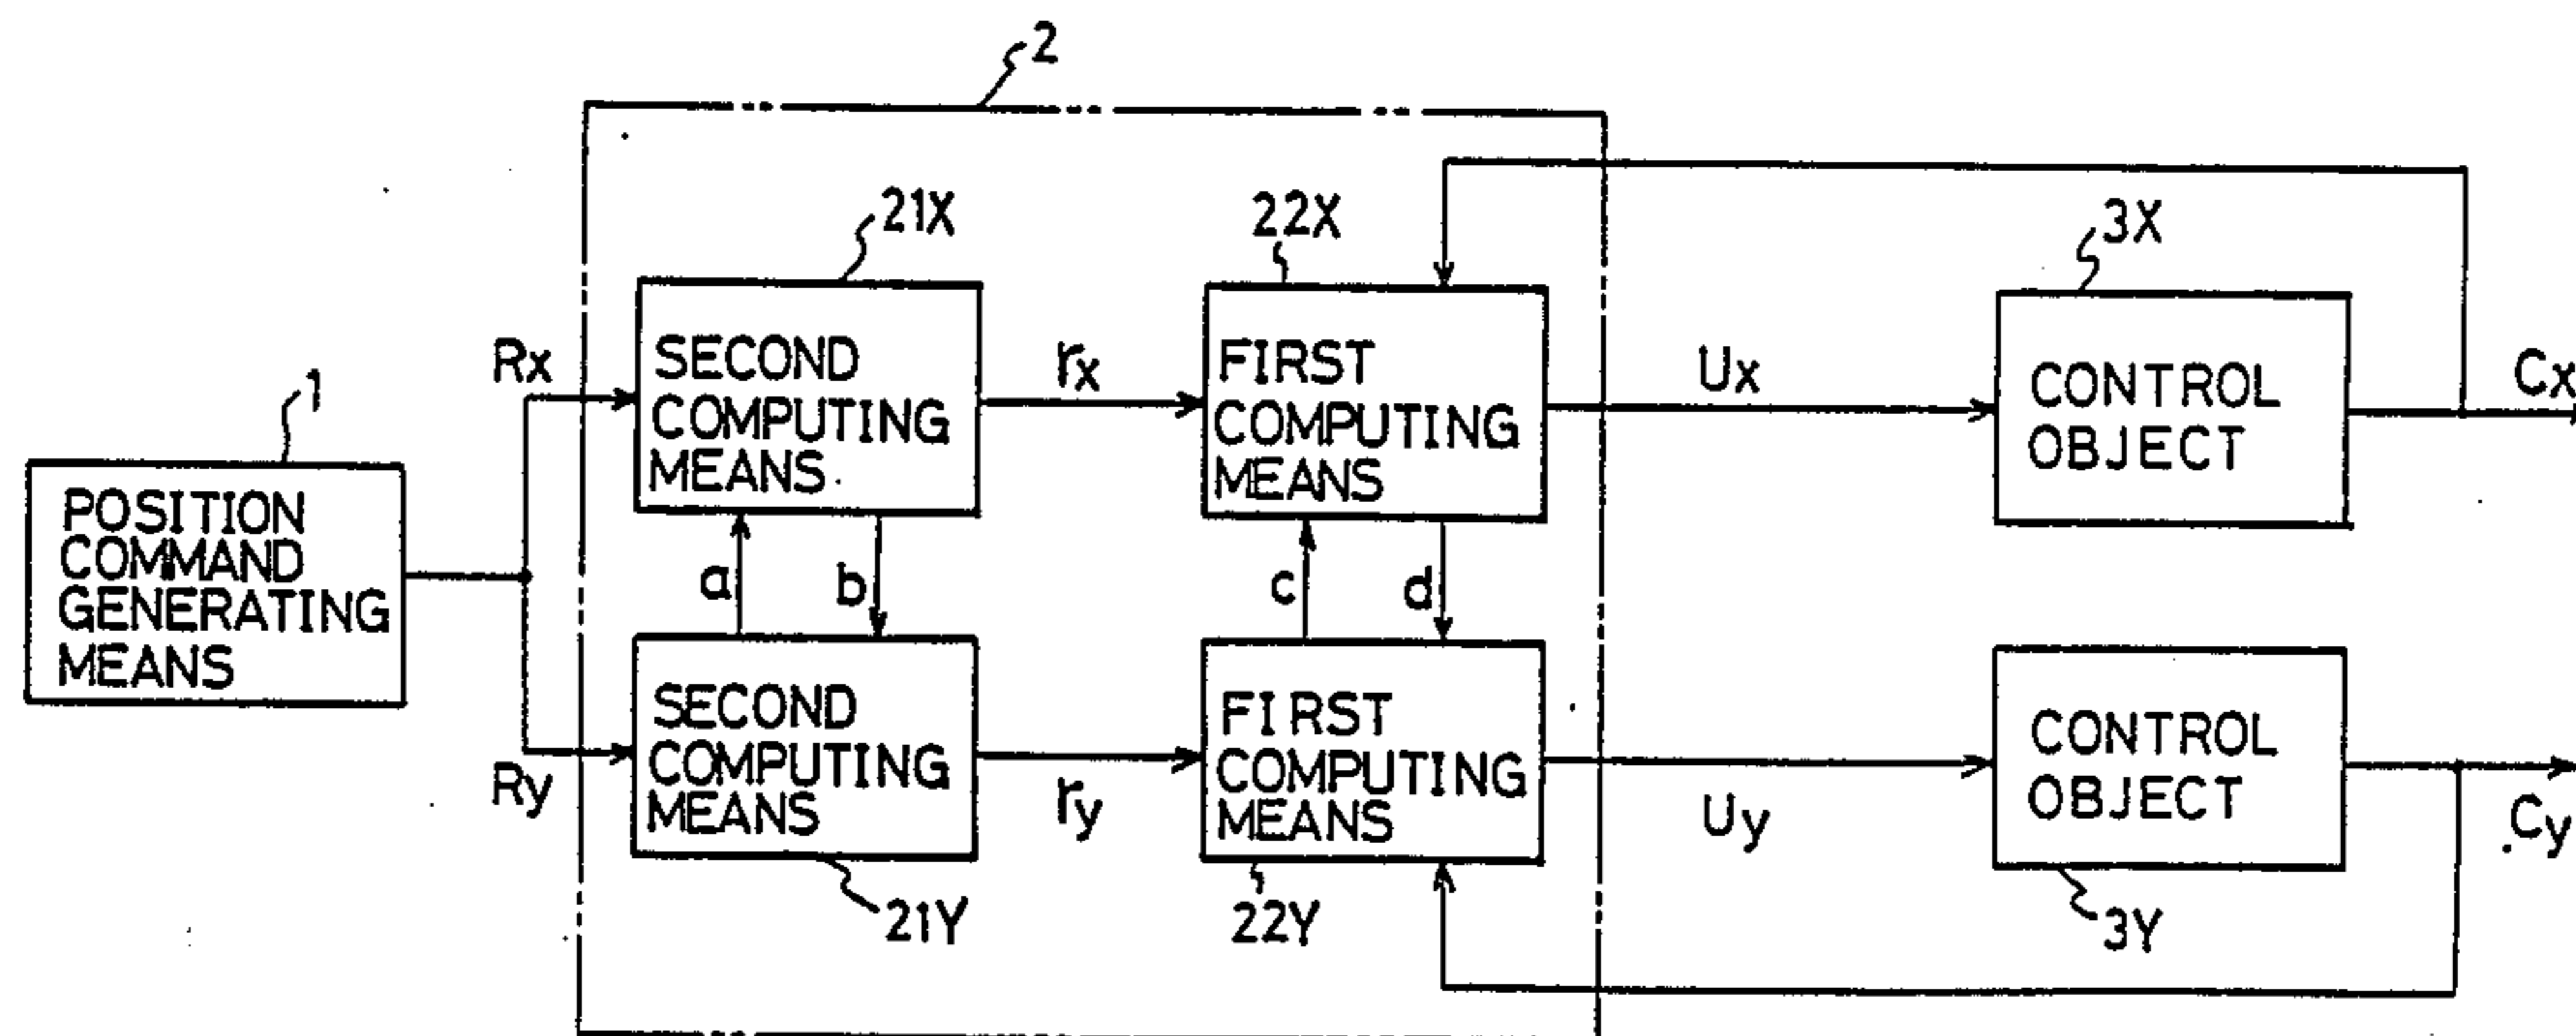 2
21X
22X
3X
1
Rx
SECOND
COMPUTING
MEANS
rx
FIRST
COMPUTING
MEANS
Ux
CONTROL
OBJECT
Cx
POSITION
COMMAND
GENERATING
MEANS
a
b
c
d
Ry
SECOND
COMPUTING
MEANS
ry
FIRST
COMPUTING
MEANS
Uy
CONTROL
OBJECT
Cy
21Y
22Y
3Y